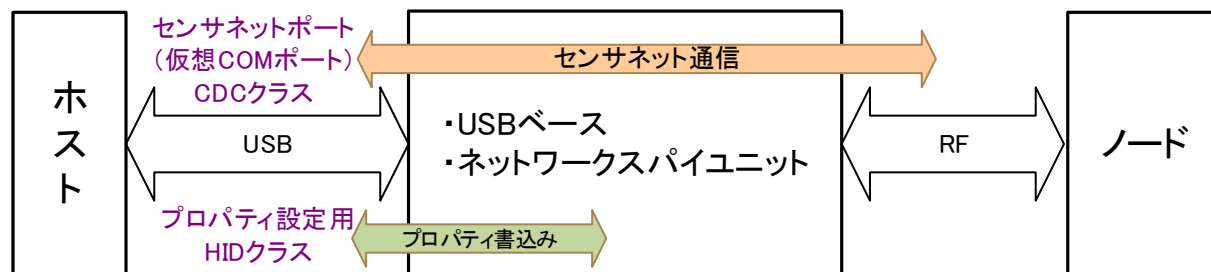 ホスト
センサネットポート
（仮想COMポート）
CDCクラス
USB
プロパティ設定用
HIDクラス
センサネット通信
・USBベース
・ネットワークスパイユニット
プロパティ書込み
RF
ノード